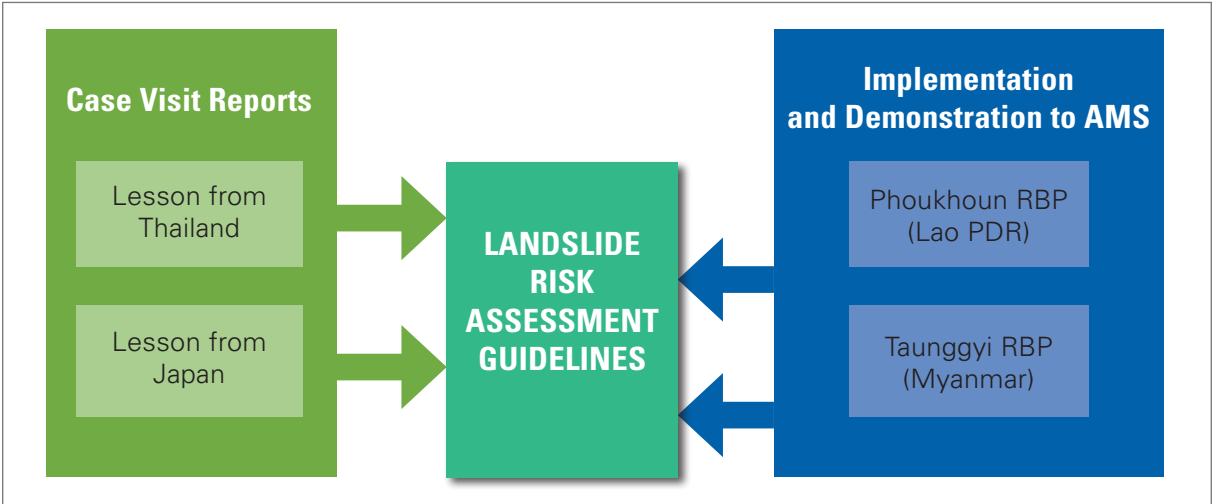 Case Visit Reports
Lesson from
Thailand
Lesson from
Japan
LANDSLIDE
RISK
ASSESSMENT
GUIDELINES
Implementation
and Demonstration to AMS
Phoukhoun RBP
(Lao PDR)
Taunggyi RBP
(Myanmar)